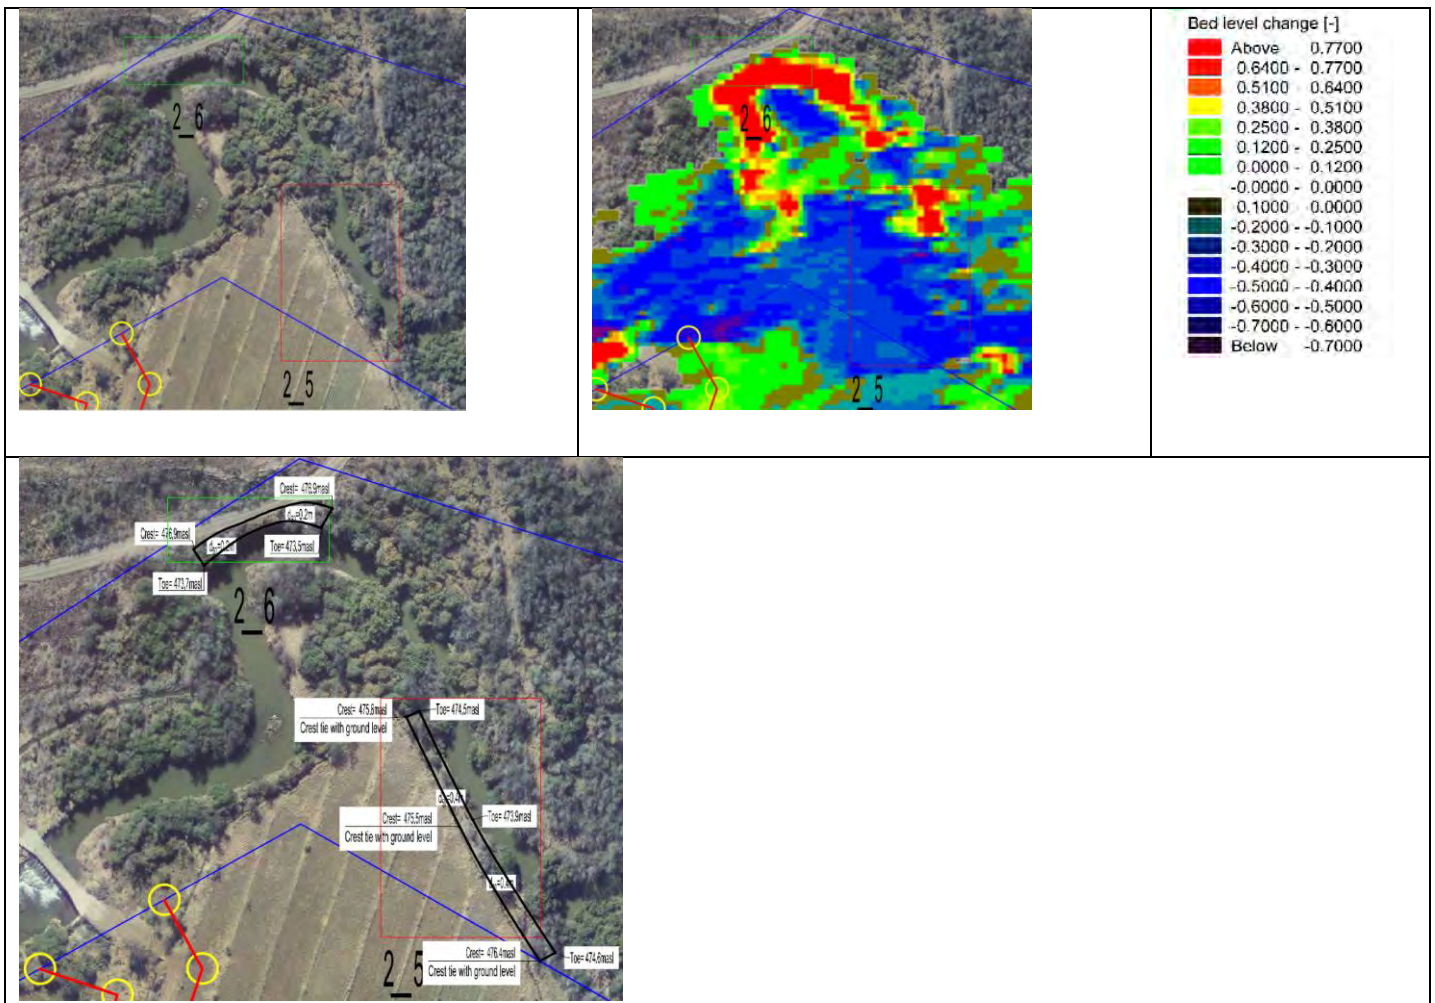 2_6
2_5
2_6
2_5
Bed level change [-]
Above 0.7700
0.6400 - 0.7700
0.5100 - 0.6400
0.3800 - 0.5100
0.2500 - 0.3800
0.1200 - 0.2500
0.0000 - 0.1200
-0.0000 - 0.0000
0.1000 0.0000
-0.2000 - -0.1000
-0.3000 - -0.2000
-0.4000 - -0.3000
-0.5000 - -0.4000
-0.6000 - -0.5000
-0.7000 - -0.6000
Below -0.7000
Crest= 476.9masl
Crest= 476.9masl
Toe= 473,5masl
Toe= 473,7masl
2_6
Crest= 475.6masl
Crest tie with ground level
Toe= 474,5masl
Crest= 475.5masl
Crest tie with ground level
Toe= 473,9masl
Crest= 476.4masl
Crest tie with ground level
Toe= 474,6masl
2_5